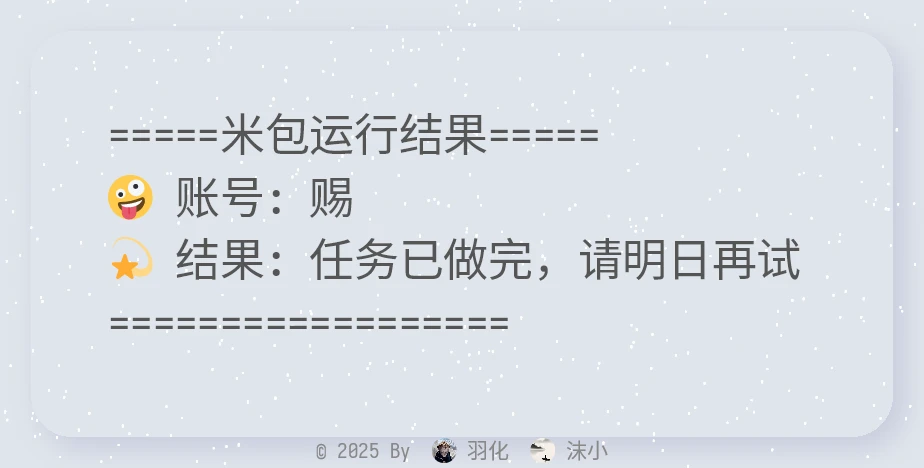 =====米包运行结果=====
🤪 账号：赐
💫 结果：任务已做完，请明日再试
==================
© 2025 By 羽化 沫小